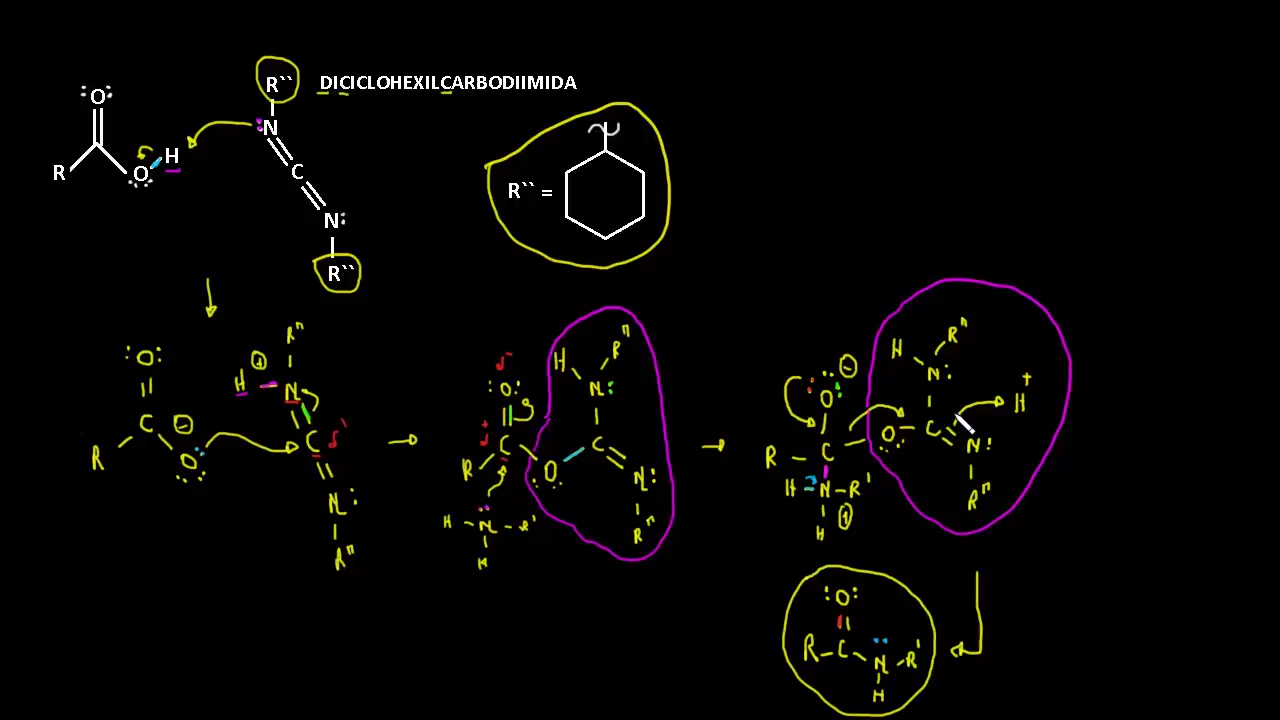 R`` DICICLOHEXILCARBODIIMIDA
O
N
H
C
R O
R`` =
N
R``
R" R" R"
O H O H
H N O N
N H+
C C C O C
R O C R O N R C N
N H N R' R"
H N R' R" H
R" H
O
R C N R'
H